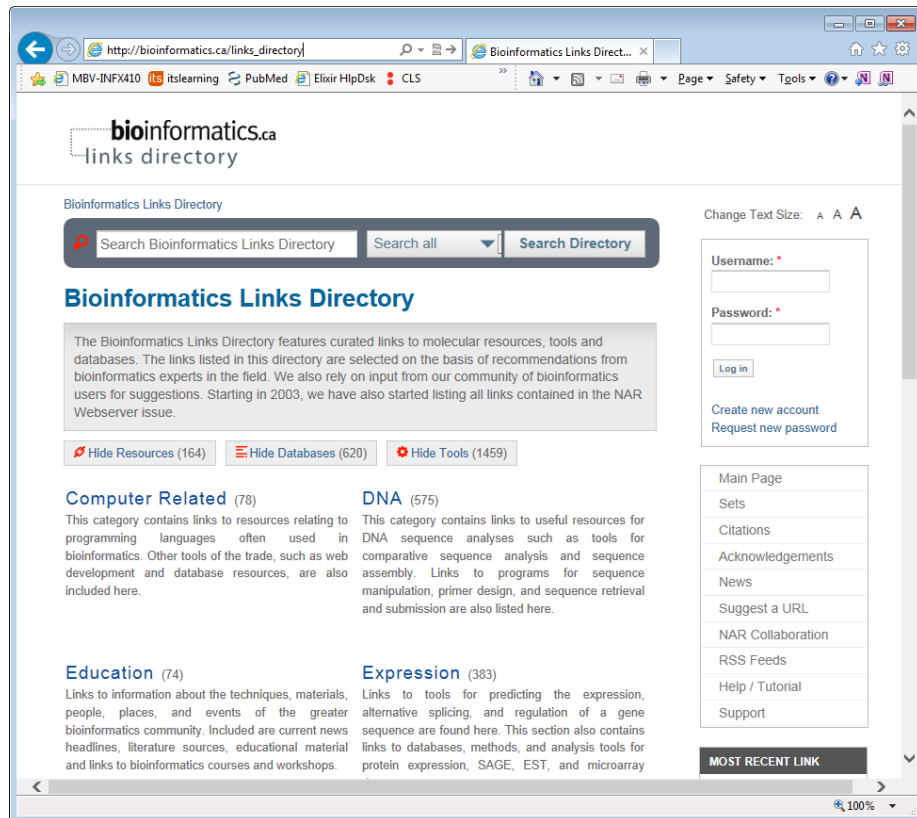 http://bioinformatics.ca/links_directory
Bioinformatics Links Direct...
MBV-INFX410 its itslearning PubMed Elixir HlpDsk CLS » Page Safety Tools
bioinformatics.ca
links directory
Bioinformatics Links Directory
Change Text Size: A A A
Search Bioinformatics Links Directory Search all Search Directory
Username: *
Password: *
Log in
Create new account
Request new password
Bioinformatics Links Directory
The Bioinformatics Links Directory features curated links to molecular resources, tools and
databases. The links listed in this directory are selected on the basis of recommendations from
bioinformatics experts in the field. We also rely on input from our community of bioinformatics
users for suggestions. Starting in 2003, we have also started listing all links contained in the NAR
Webserver issue.
Hide Resources (164) Hide Databases (620) Hide Tools (1459)
Computer Related (78)
This category contains links to resources relating to
programming languages often used in
bioinformatics. Other tools of the trade, such as web
development and database resources, are also
included here.
DNA (575)
This category contains links to useful resources for
DNA sequence analyses such as tools for
comparative sequence analysis and sequence
assembly. Links to programs for sequence
manipulation, primer design, and sequence retrieval
and submission are also listed here.
Education (74)
Links to information about the techniques, materials,
people, places, and events of the greater
bioinformatics community. Included are current news
headlines, literature sources, educational material
and links to bioinformatics courses and workshops.
Expression (383)
Links to tools for predicting the expression,
alternative splicing, and regulation of a gene
sequence are found here. This section also contains
links to databases, methods, and analysis tools for
protein expression, SAGE, EST, and microarray
Main Page
Sets
Citations
Acknowledgements
News
Suggest a URL
NAR Collaboration
RSS Feeds
Help / Tutorial
Support
MOST RECENT LINK
100%